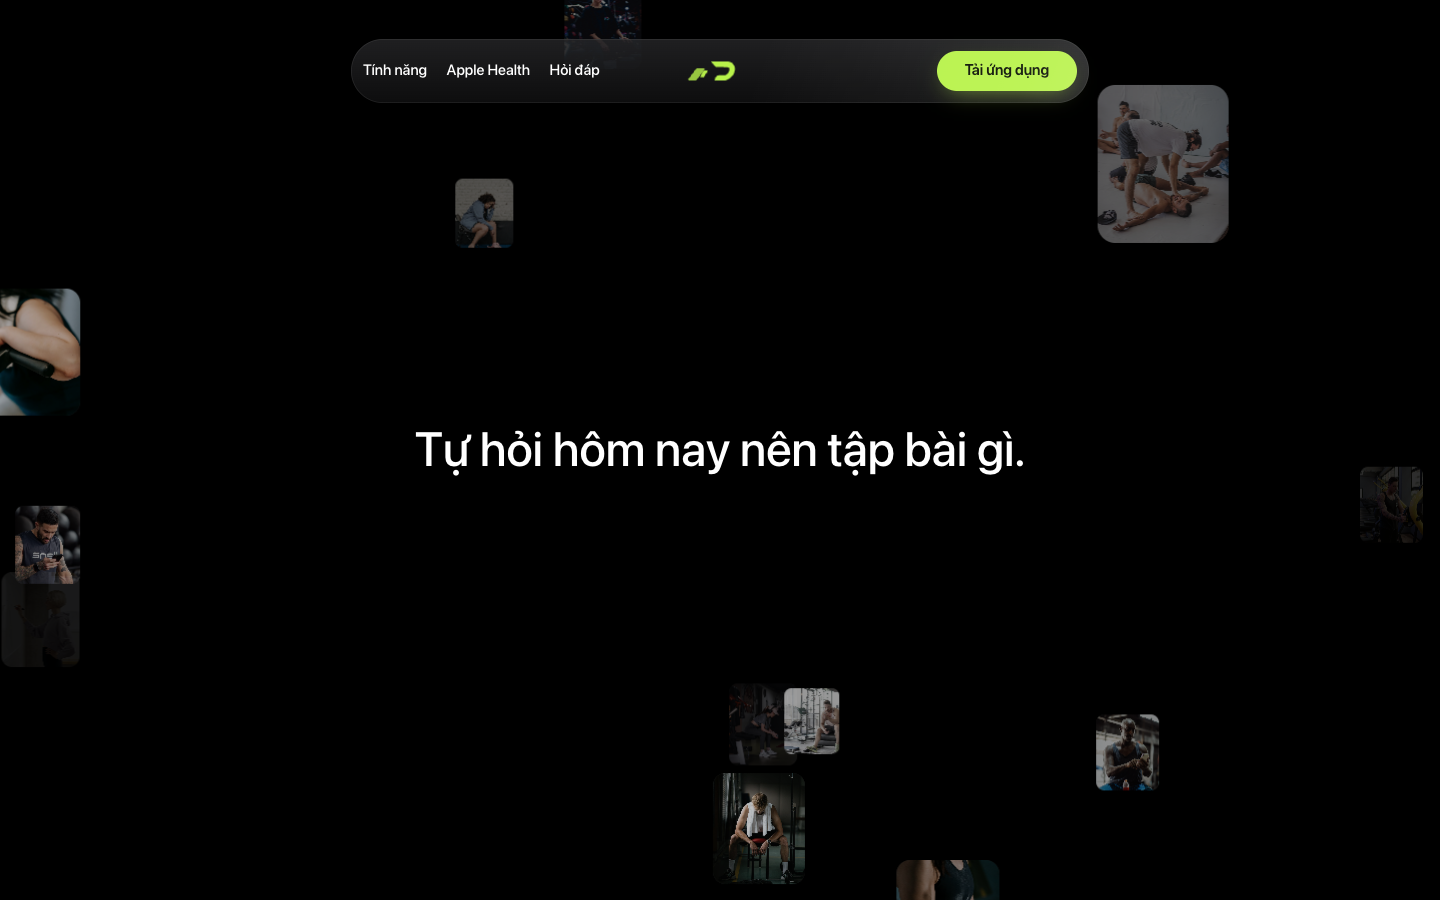 Tính năng
Apple Health
Hỏi đáp
Tải ứng dụng
Tự hỏi hôm nay nên tập bài gì.